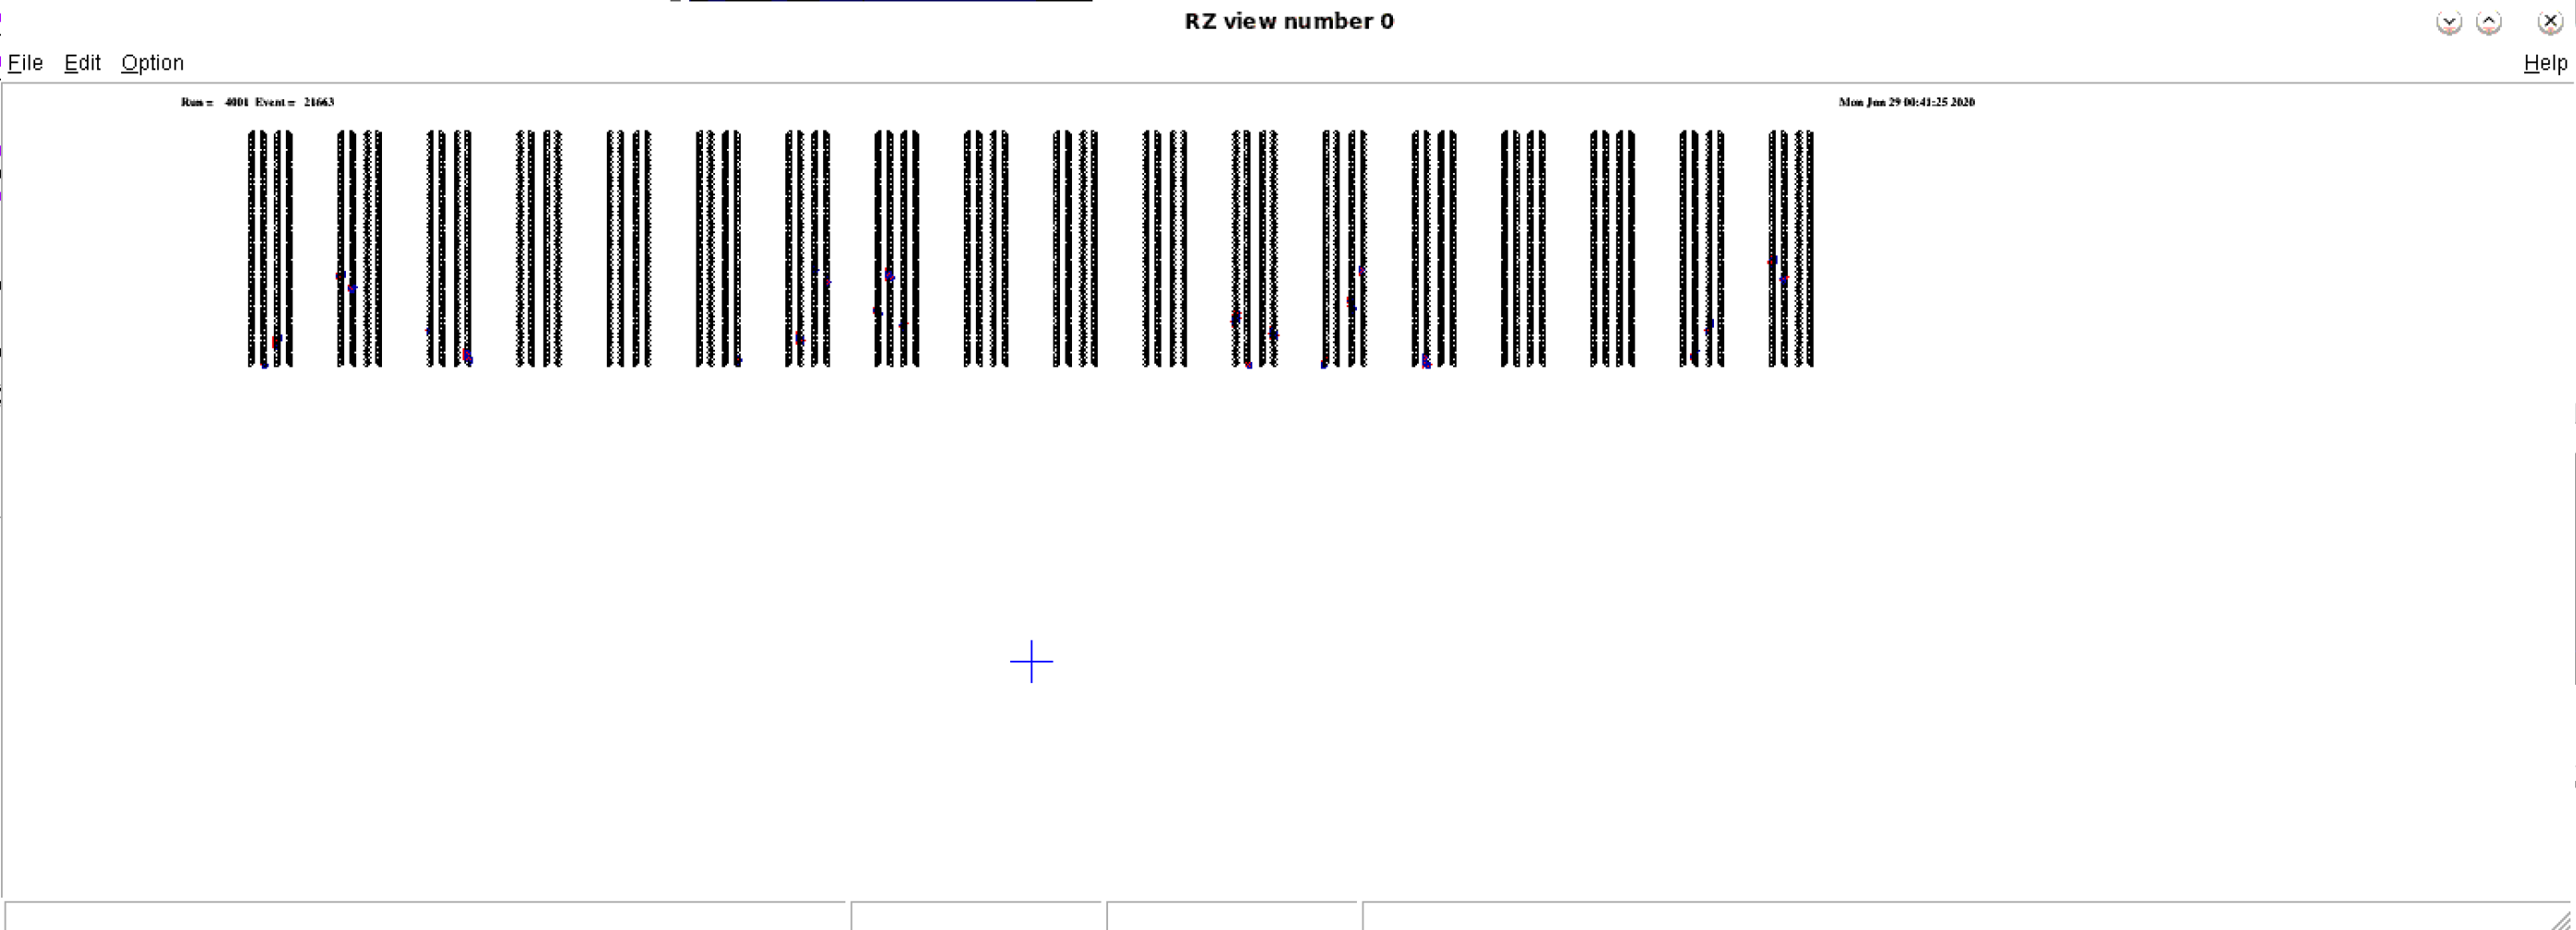 RZ view number 0
File Edit Option Help
Run = 4001 Event = 21663 Mon Jun 29 00:41:25 2020